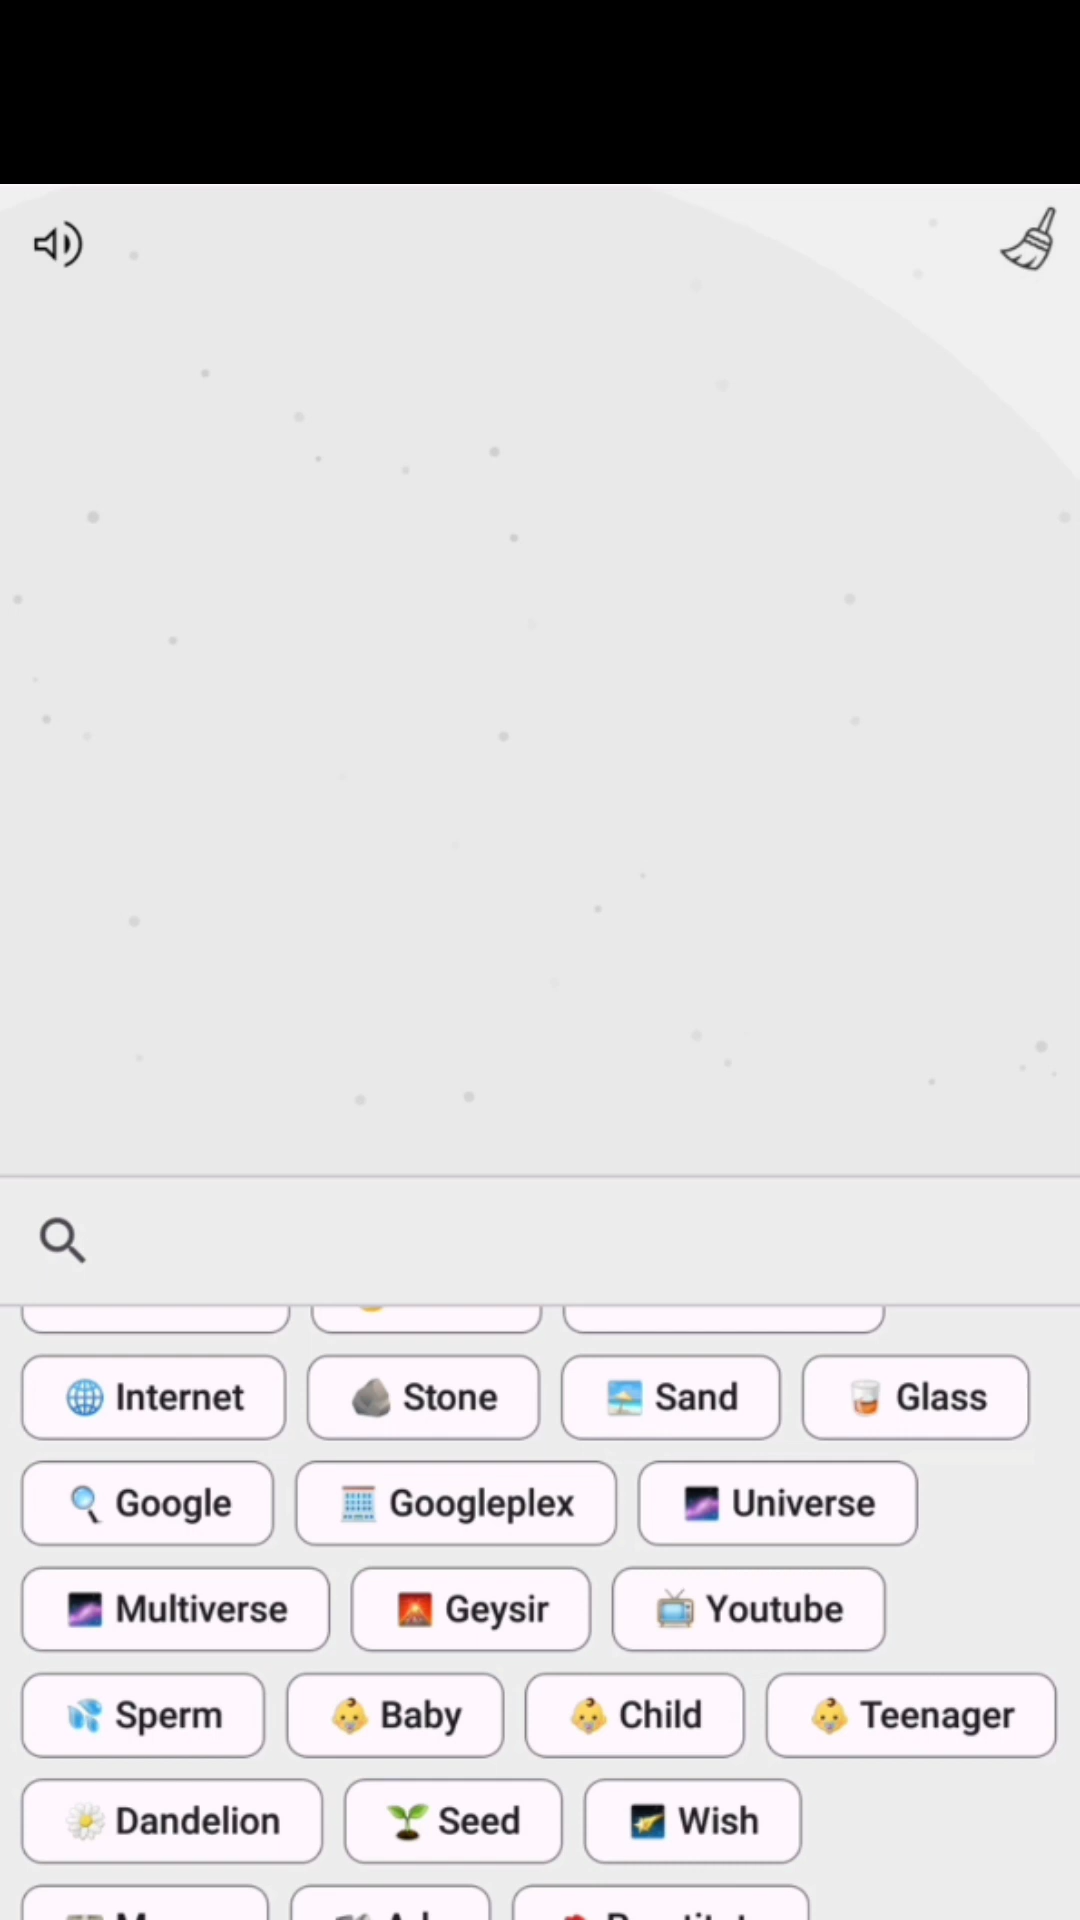 Internet Stone Sand Glass
Google Googleplex Universe
Multiverse Geysir Youtube
Sperm Baby Child Teenager
Dandelion Seed Wish